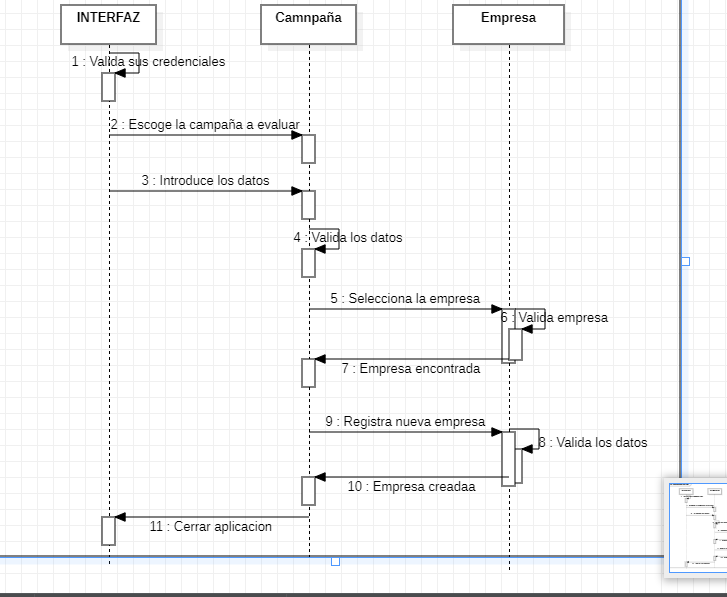 INTERFAZ
Camnpaña
Empresa
1 : Valida sus credenciales
2 : Escoge la campaña a evaluar
3 : Introduce los datos
4 : Valida los datos
5 : Selecciona la empresa
6 : Valida empresa
7 : Empresa encontrada
9 : Registra nueva empresa
8 : Valida los datos
10 : Empresa creadaa
11 : Cerrar aplicacion